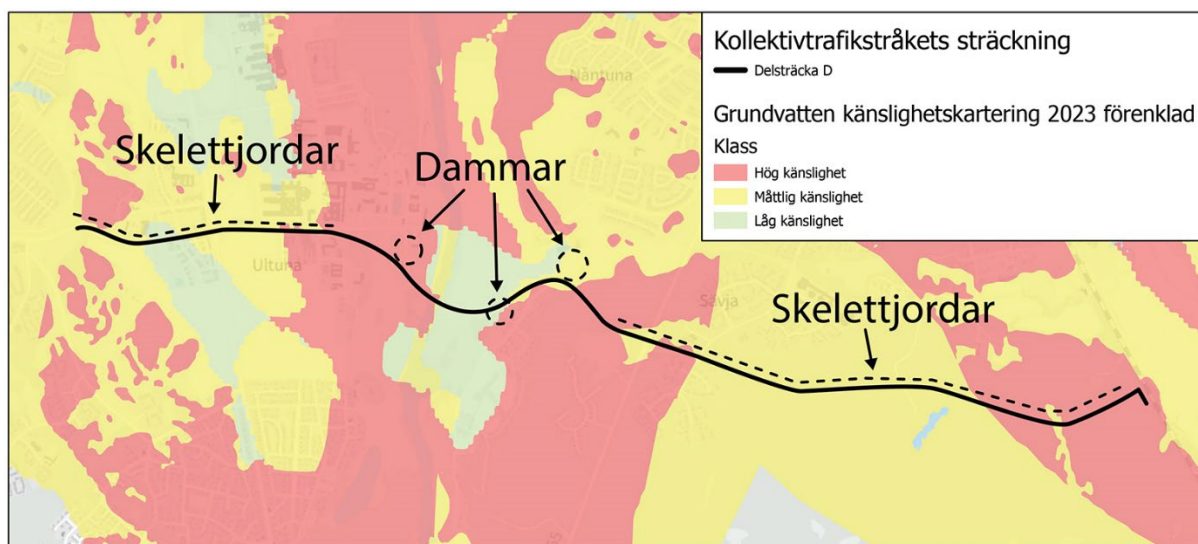 Kollektivtrafikstråkets sträckning
Delsträcka D
Grundvatten känslighetskartering 2023 förenklad
Klass
Hög känslighet
Måttlig känslighet
Låg känslighet
Nåntuna
Skelettjordar
Dammar
Ultuna
Sävja
Skelettjordar